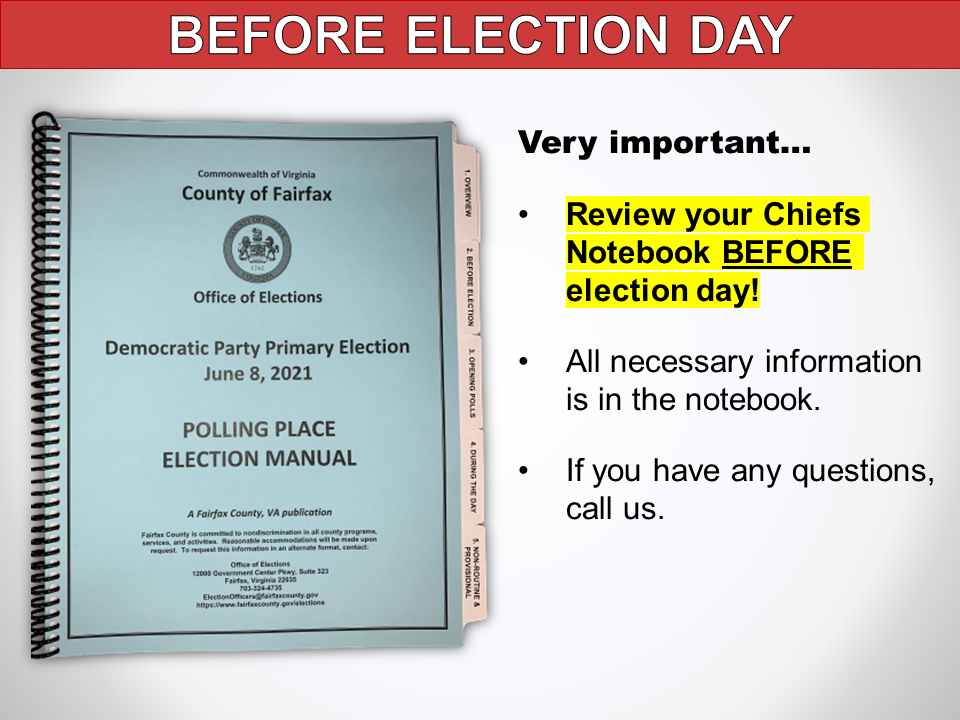 BEFORE ELECTION DAY
Commonwealth of Virginia
County of Fairfax
COUNTY OF FAIRFAX
1742
VIRGINIA
Office of Elections
Democratic Party Primary Election
June 8, 2021
POLLING PLACE
ELECTION MANUAL
A Fairfax County, VA publication
Fairfax County is committed to nondiscrimination in all county programs,
services, and activities. Reasonable accommodations will be made upon
request. To request this information in an alternate format, contact:
Office of Elections
12000 Government Center Pkwy, Suite 323
Fairfax, Virginia 22035
703-324-4735
ElectionOfficers@fairfaxcounty.gov
https://www.fairfaxcounty.gov/elections
1. OVERVIEW
2. BEFORE ELECTION
3. OPENING POLLS
4. DURING THE DAY
5. NON-ROUTINE &
PROVISIONAL
Very important...
• Review your Chiefs
Notebook BEFORE
election day!
• All necessary information
is in the notebook.
• If you have any questions,
call us.